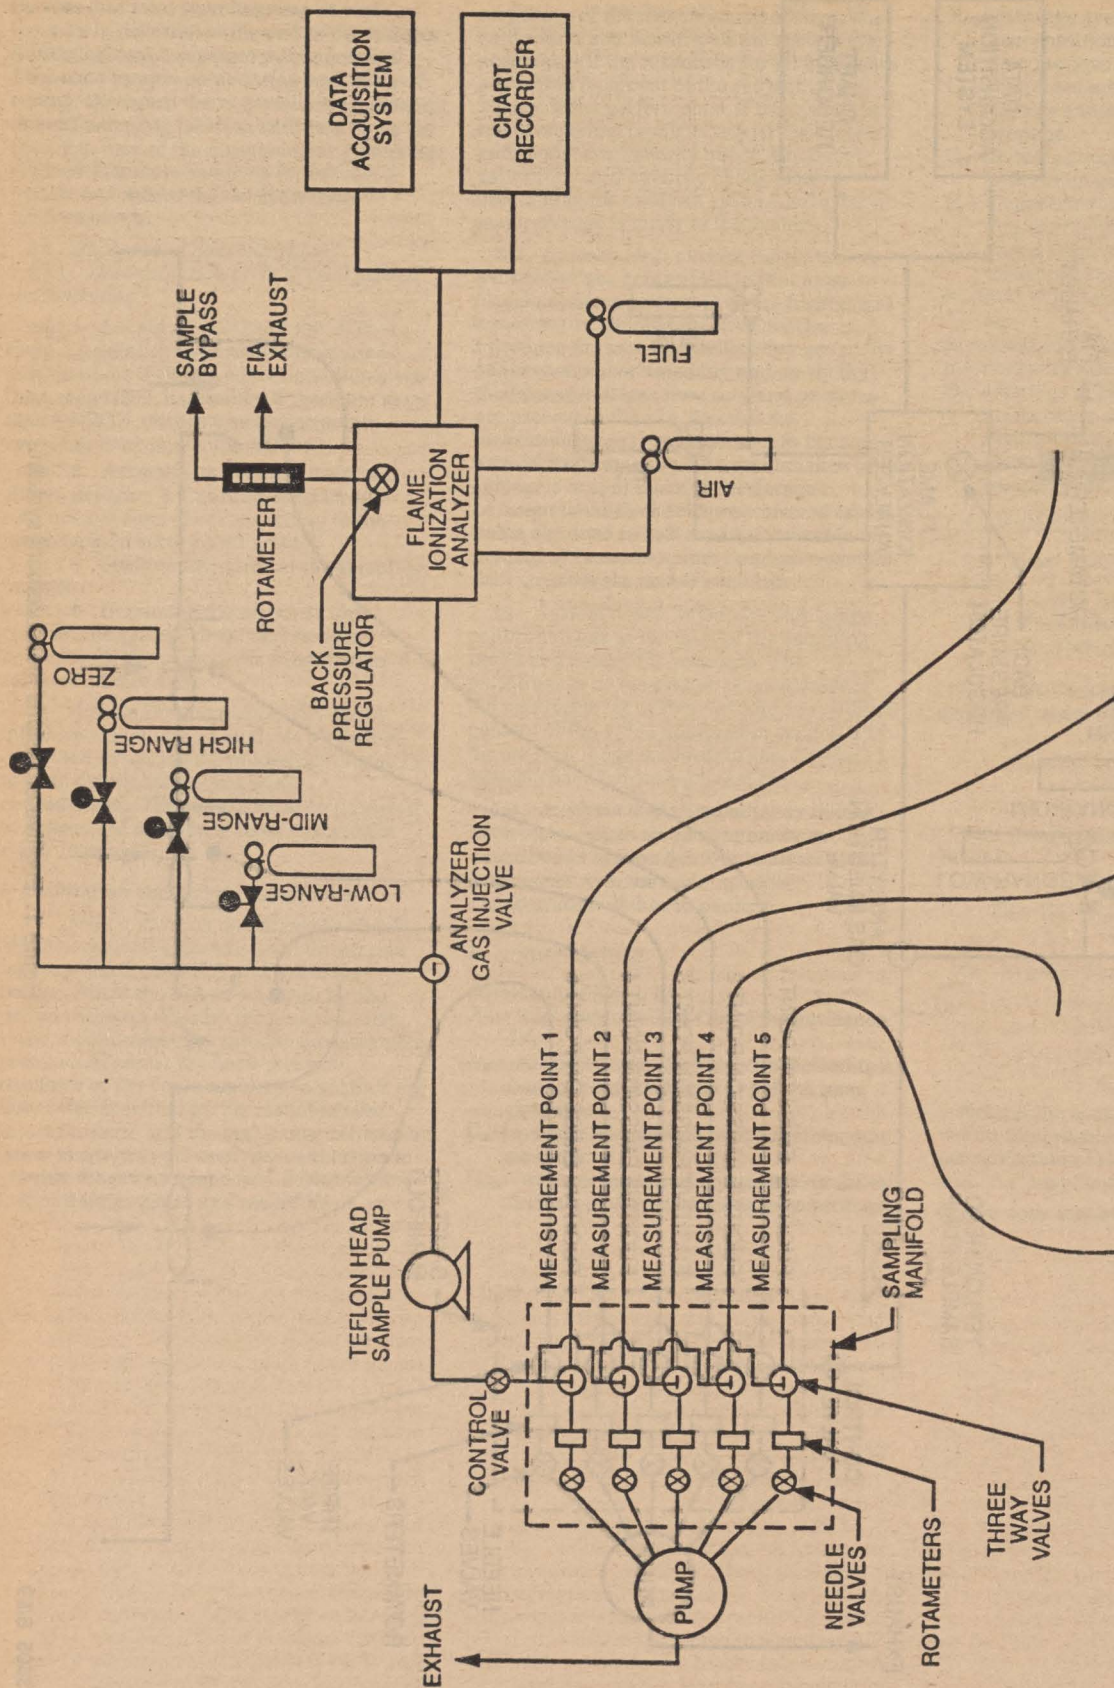 DATA
ACQUISITION
SYSTEM
CHART
RECORDER
SAMPLE
BYPASS
FIA
EXHAUST
ROTAMETER
BACK
PRESSURE
REGULATOR
FLAME
IONIZATION
ANALYZER
FUEL
AIR
ZERO
HIGH RANGE
MID-RANGE
LOW-RANGE
ANALYZER
GAS INJECTION
VALVE
TEFLON HEAD
SAMPLE PUMP
CONTROL
VALVE
MEASUREMENT POINT 1
MEASUREMENT POINT 2
MEASUREMENT POINT 3
MEASUREMENT POINT 4
MEASUREMENT POINT 5
SAMPLING
MANIFOLD
EXHAUST
PUMP
NEEDLE
VALVES
ROTAMETERS
THREE
WAY
VALVES